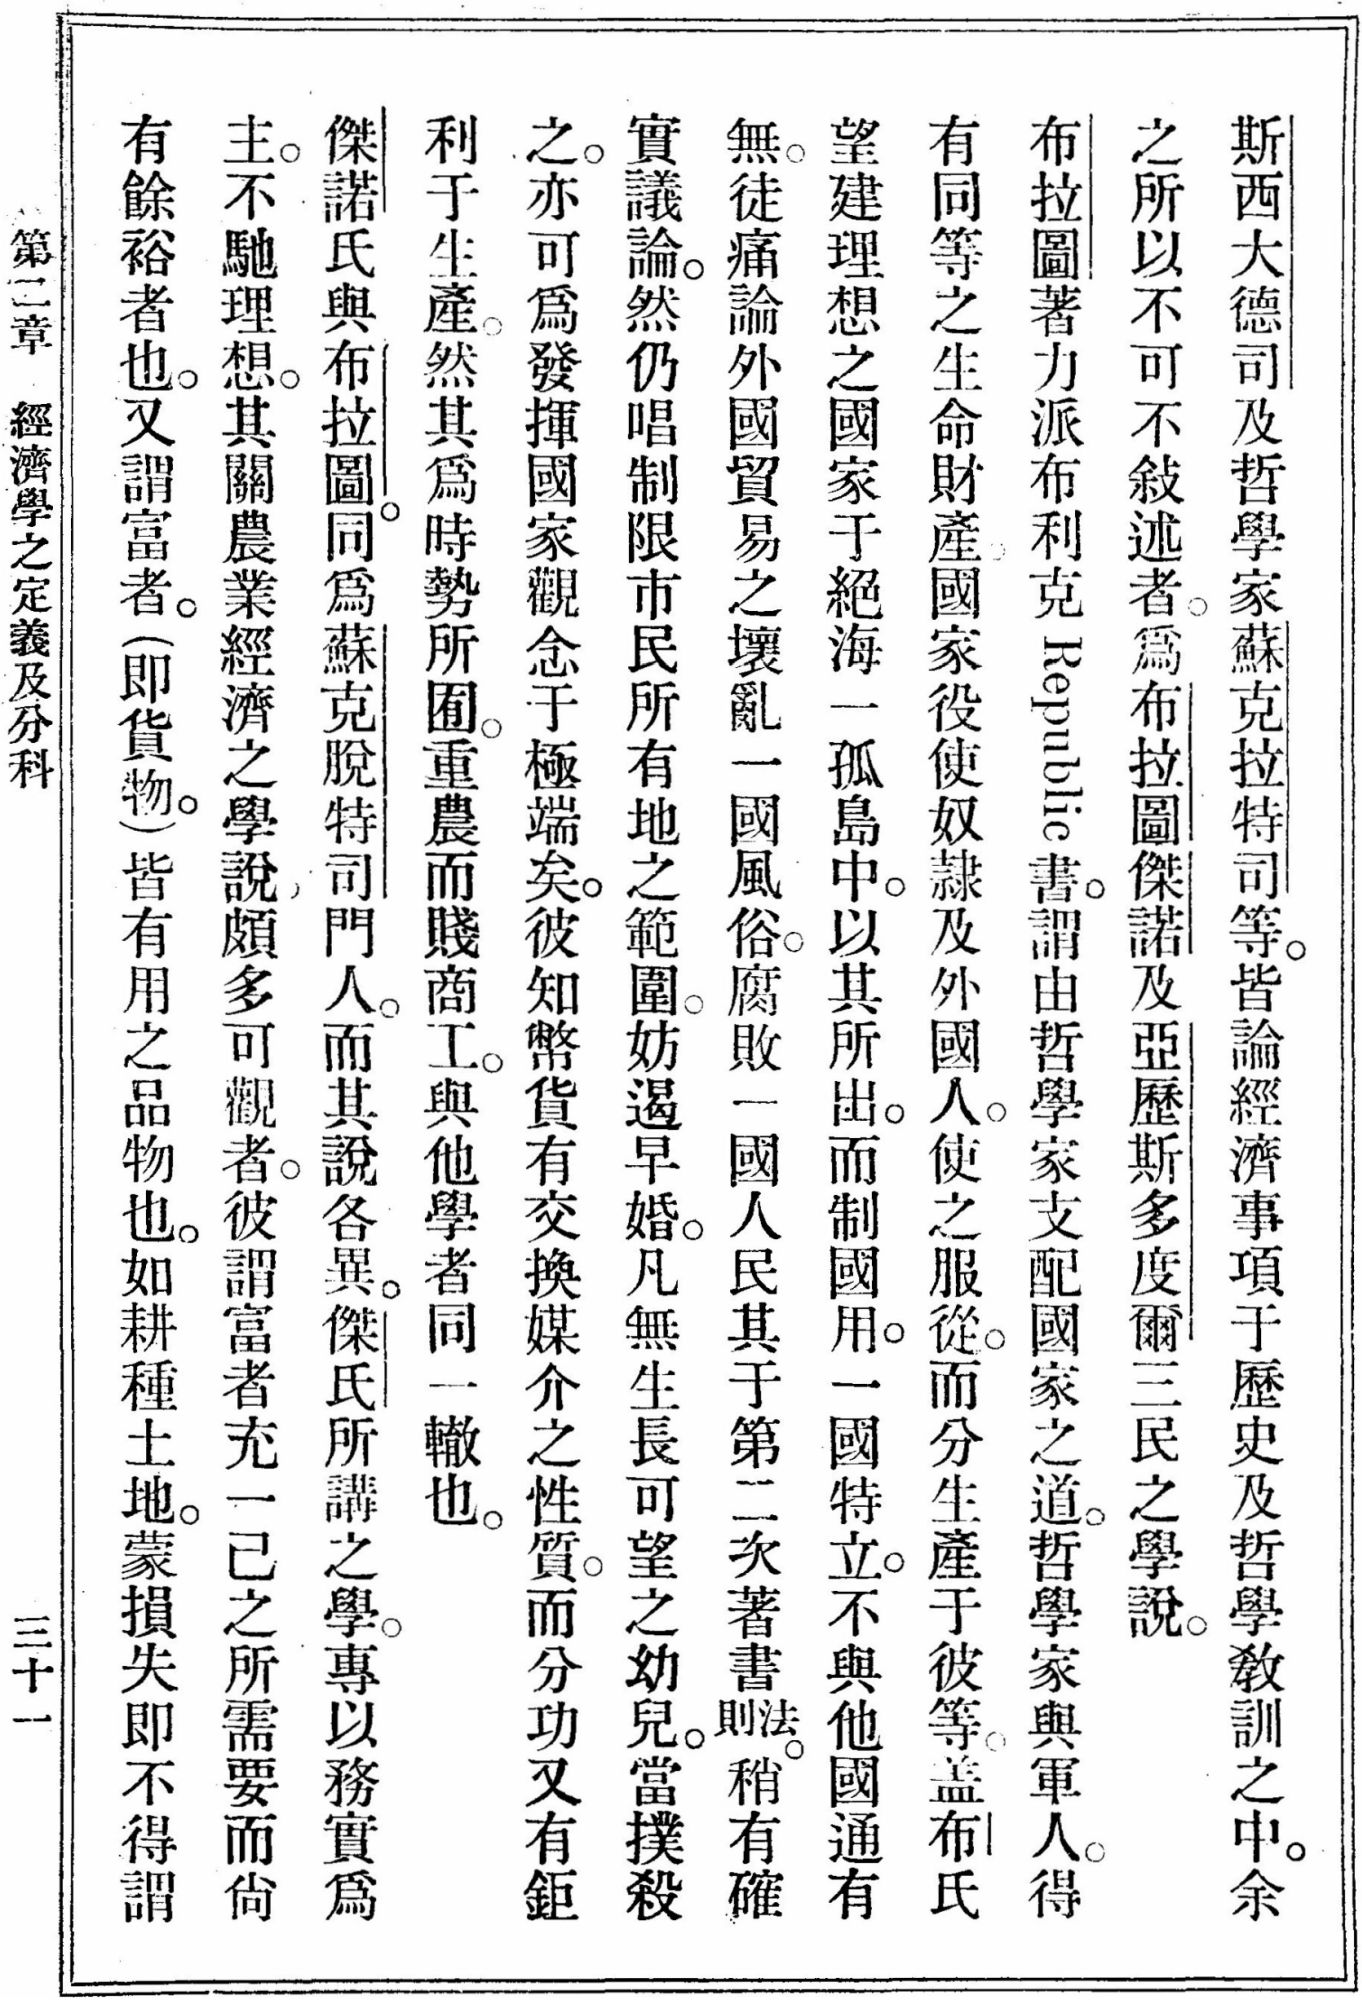 斯西大德司及哲學家蘇克拉特司等。皆論經濟事項于歷史及哲學教訓之中。余
之所以不可不敍述者。爲布拉圖傑諾及亞歷斯多度爾三民之學說。
布拉圖著力派布利克 Republic 書。謂由哲學家支配國家之道。哲學家與軍人。得
有同等之生命財產。國家役使奴隷及外國人。使之服從。而分生產于彼等。盖布氏
望建理想之國家于絕海一孤島中。以其所出。而制國用。一國特立。不與他國通有
無。徒痛論外國貿易之壞亂一國風俗。腐敗一國人民其于第二次著書法則。稍有確
實議論。然仍唱制限市民所有地之範圍。妨遏早婚。凡無生長可望之幼兒。當撲殺
之。亦可爲發揮國家觀念于極端矣。彼知幣貨有交換媒介之性質。而分功又有鉅
利于生產。然其爲時勢所囿。重農而賤商工。與他學者同一轍也。
傑諾氏與布拉圖。同爲蘇克脫特司門人。而其說各異。傑氏所講之學。專以務實爲
主。不馳理想。其關農業經濟之學說,頗多可觀者。彼謂富者充一己之所需要而尙
有餘裕者也。又謂富者。(即貨物。)皆有用之品物也。如耕種土地。蒙損失即不得謂
第二章　經濟學之定義及分科
三十一